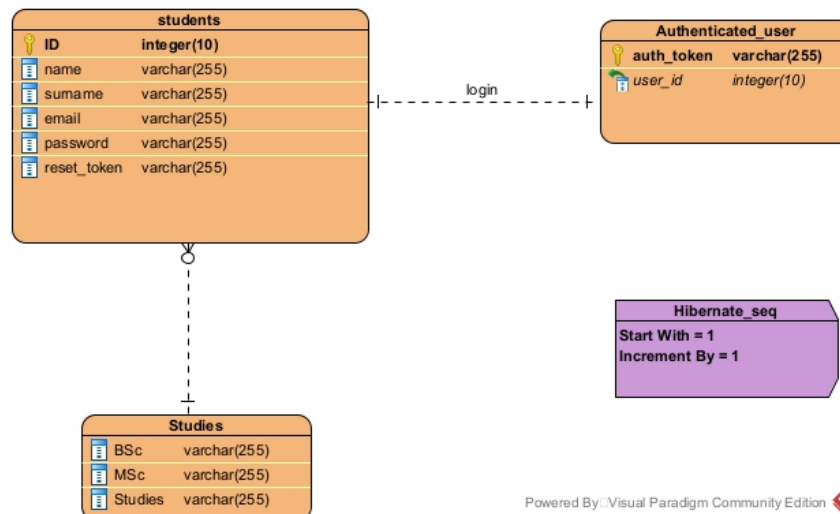 students
ID integer(10)
name varchar(255)
surname varchar(255)
email varchar(255)
password varchar(255)
reset_token varchar(255)
login
Authenticated_user
auth_token varchar(255)
user_id integer(10)
Hibernate_seq
Start With = 1
Increment By = 1
Studies
BSc varchar(255)
MSc varchar(255)
Studies varchar(255)
Powered By Visual Paradigm Community Edition